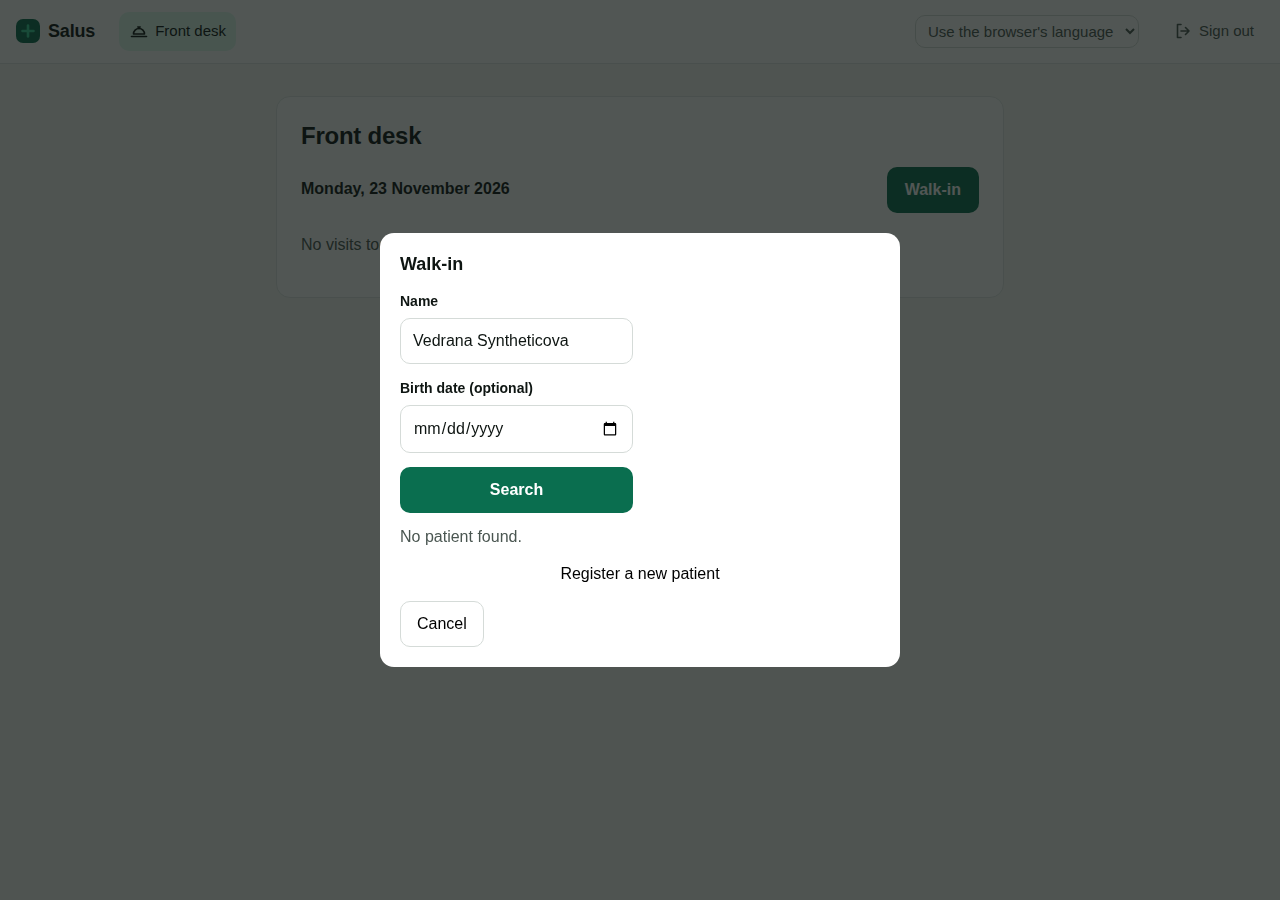 Salus
Front desk
Use the browser's language
Sign out
Front desk
Monday, 23 November 2026
Walk-in
No visits to
Walk-in
Name
Vedrana Syntheticova
Birth date (optional)
mm/dd/yyyy
Search
No patient found.
Register a new patient
Cancel